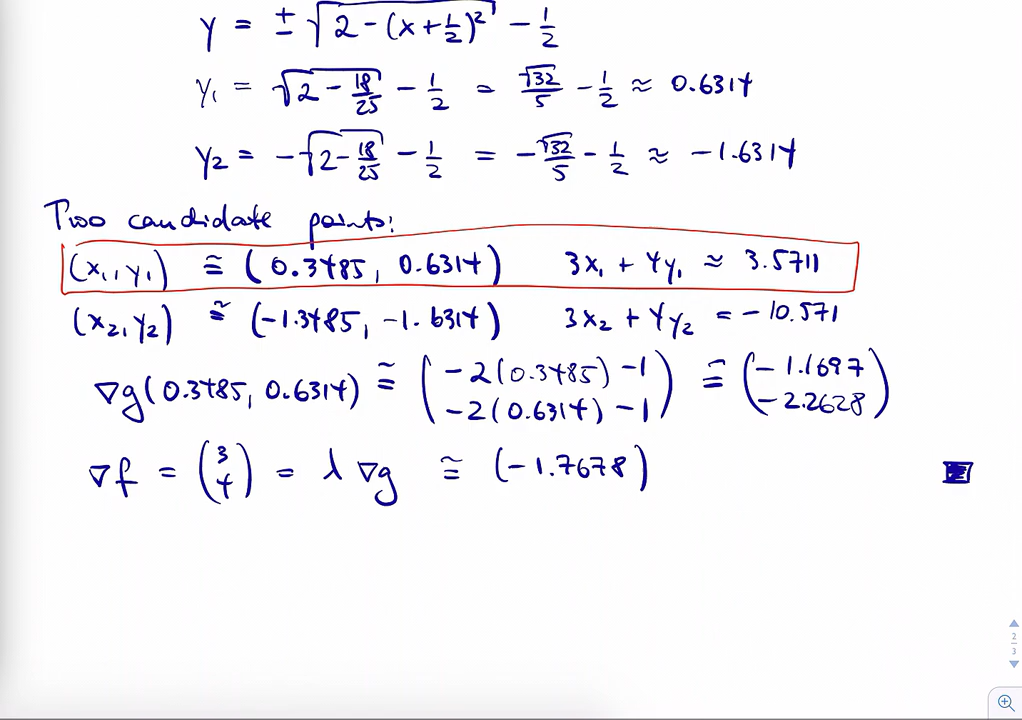 y = ±√(2 - (x+1/2)²) - 1/2
y₁ = √(2 - 18/25) - 1/2 = √32/5 - 1/2 ≈ 0.6314
y₂ = -√(2 - 18/25) - 1/2 = -√32/5 - 1/2 ≈ -1.6314
Two candidate points:
(x₁, y₁) ≅ (0.3485, 0.6314) 3x₁ + 4y₁ ≈ 3.5711
(x₂, y₂) ≅ (-1.3485, -1.6314) 3x₂ + 4y₂ = -10.571
∇g(0.3485, 0.6314) ≅ (-2(0.3485) - 1, -2(0.6314) - 1) ≅ (-1.1697, -2.2628)
∇f = (3, 4) = λ ∇g ≅ (-1.7678)
2
3